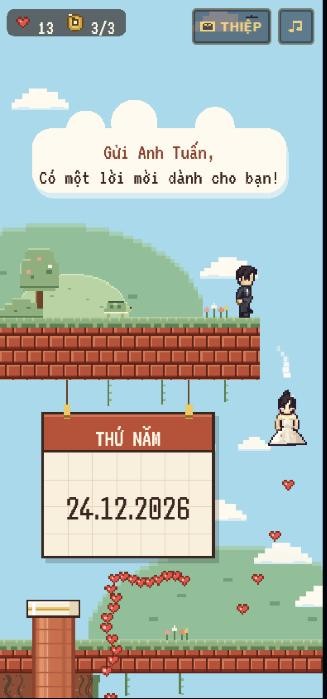 13
3/3
THIỆP
Gửi Anh Tuấn,
Có một lời mời dành cho bạn!
THỨ NĂM
24.12.2026